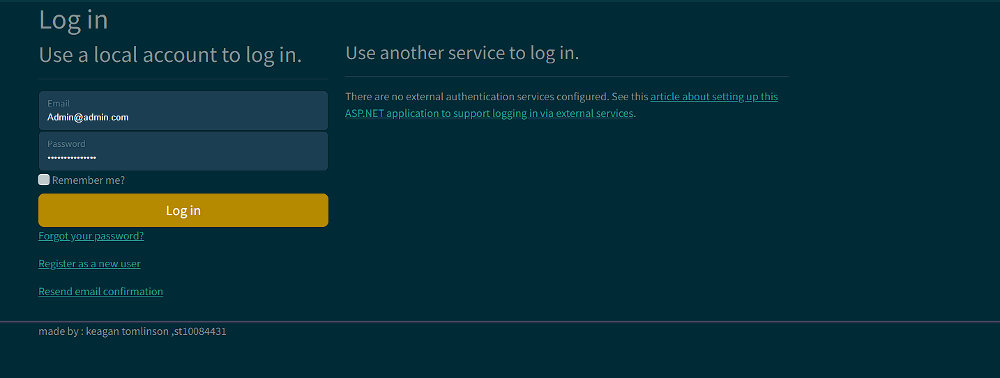 Log in
Use a local account to log in.
Email
Admin@admin.com
Password
•••••••••••••••
Remember me?
Log in
Forgot your password?
Register as a new user
Resend email confirmation
Use another service to log in.
There are no external authentication services configured. See this article about setting up this
ASP.NET application to support logging in via external services.
made by : keagan tomlinson ,st10084431